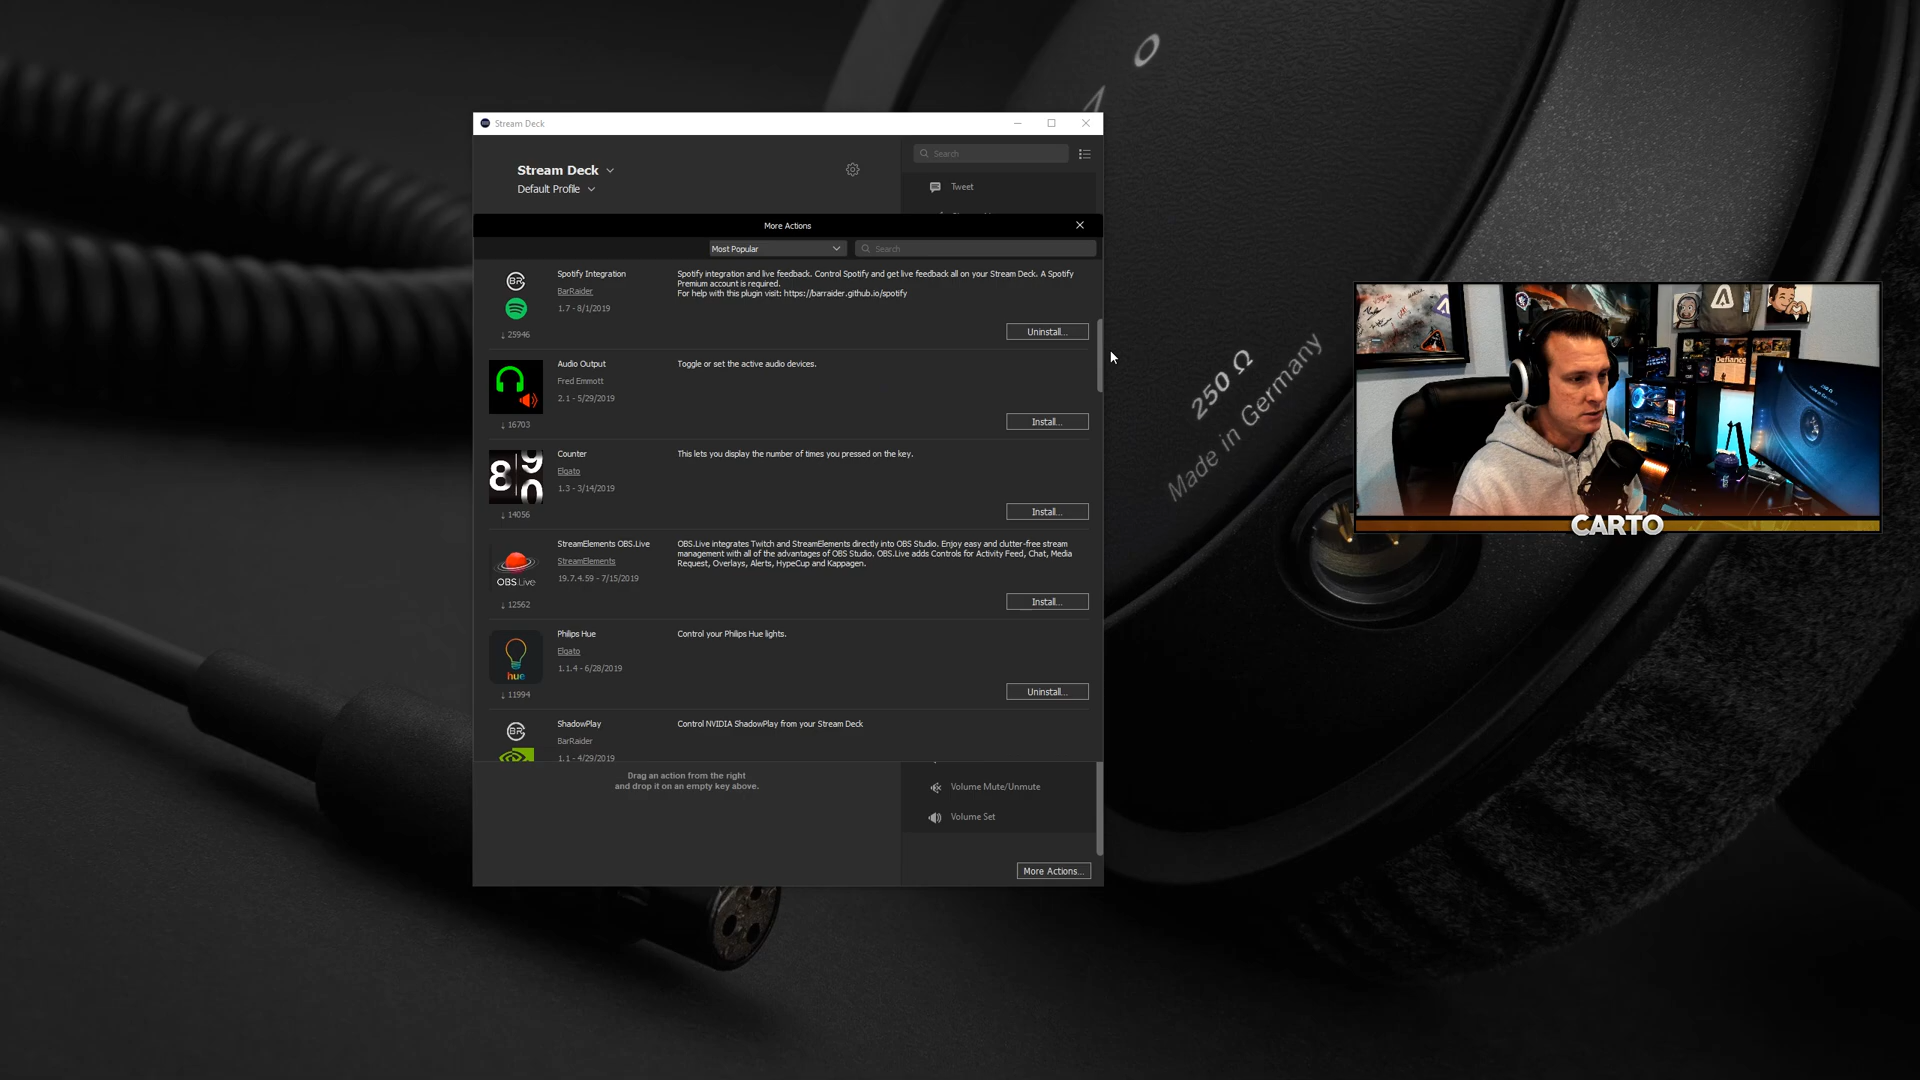 Stream Deck
Search
Stream Deck
Default Profile
Tweet
More Actions
Most Popular
Search
BR
Spotify Integration
BarRaider
1.7 - 8/1/2019
25946
Spotify integration and live feedback. Control Spotify and get live feedback all on your Stream Deck. A Spotify
Premium account is required.
For help with this plugin visit: https://barraider.github.io/spotify
Uninstall...
Audio Output
Fred Emmott
2.1 - 5/29/2019
16703
Toggle or set the active audio devices.
Install...
Counter
Elgato
1.3 - 3/14/2019
14056
This lets you display the number of times you pressed on the key.
Install...
OBS.Live
StreamElements OBS.Live
StreamElements
19.7.4.59 - 7/15/2019
12562
OBS.Live integrates Twitch and StreamElements directly into OBS Studio. Enjoy easy and clutter-free stream
management with all of the advantages of OBS Studio. OBS.Live adds Controls for Activity Feed, Chat, Media
Request, Overlays, Alerts, HypeCup and Kappagen.
Install...
hue
Philips Hue
Elgato
1.1.4 - 6/28/2019
11994
Control your Philips Hue lights.
Uninstall...
BR
ShadowPlay
BarRaider
1.1 - 4/29/2019
Control NVIDIA ShadowPlay from your Stream Deck
Drag an action from the right
and drop it on an empty key above.
Volume Mute/Unmute
Volume Set
More Actions...
250 Ω
Made in Germany
Defiance
CARTO